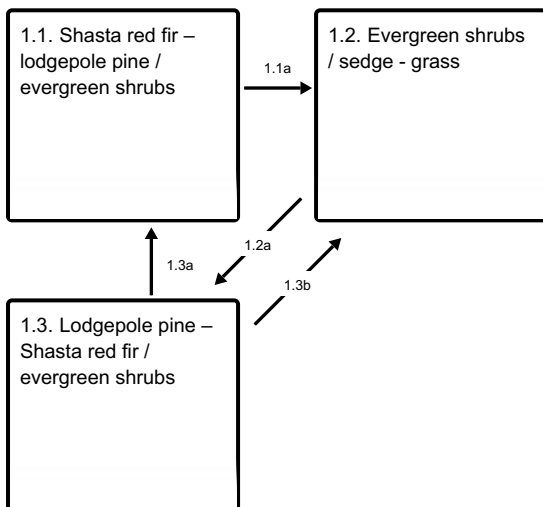 1.1. Shasta red fir –
lodgepole pine /
evergreen shrubs
1.1a
1.2. Evergreen shrubs
/ sedge - grass
1.2a
1.3a
1.3b
1.3. Lodgepole pine –
Shasta red fir /
evergreen shrubs